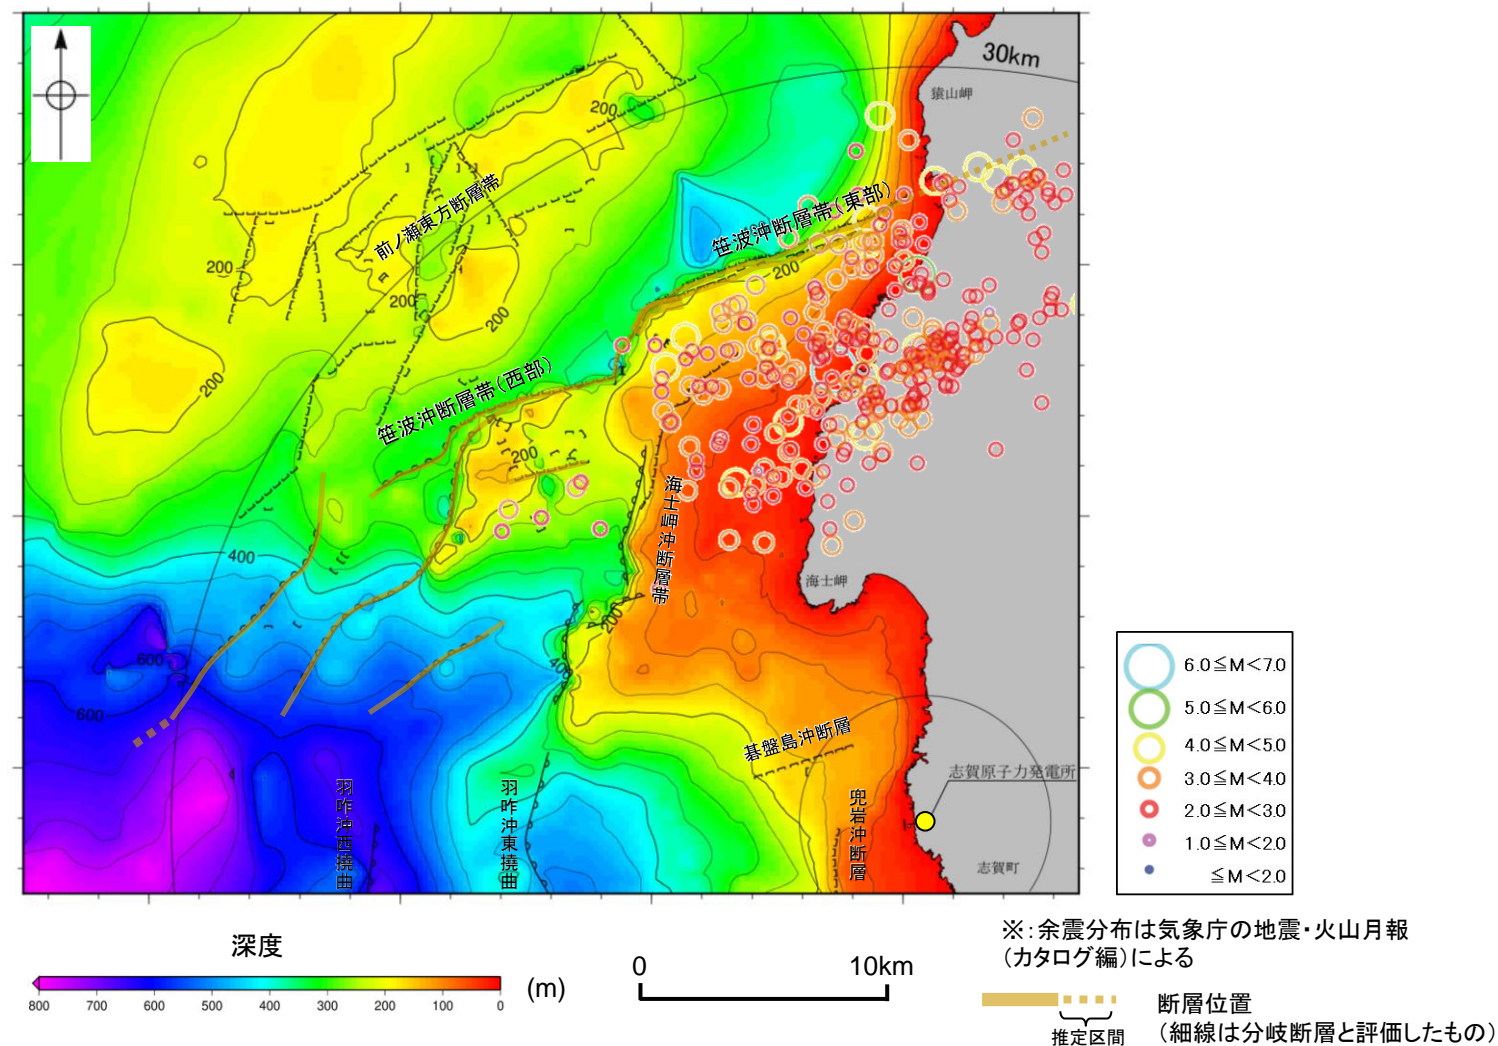 30km
猿山岬
200
前ノ瀬東方断層帯
笹波沖断層帯(東部)
200
200
200
200
200
笹波沖断層帯(西部)
200
海士岬沖断層帯
400
海士岬
200
400
600
600
碁盤島沖断層
志賀原子力発電所
羽咋沖西撓曲
羽咋沖東撓曲
兜岩沖断層
志賀町
6.0≦M<7.0
5.0≦M<6.0
4.0≦M<5.0
3.0≦M<4.0
2.0≦M<3.0
1.0≦M<2.0
≦M<2.0
深度
800 700 600 500 400 300 200 100 0
(m)
0 10km
※:余震分布は気象庁の地震・火山月報
(カタログ編)による
断層位置
推定区間
(細線は分岐断層と評価したもの)